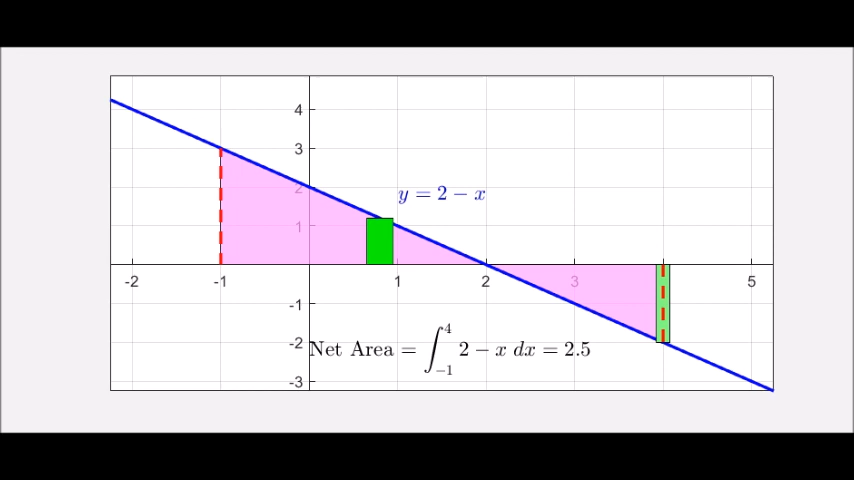 4
3
2
y = 2 − x
1
-2 -1 1 2 3 5
-1
-2
Net Area = ∫_{-1}^{4} 2 − x dx = 2.5
-3